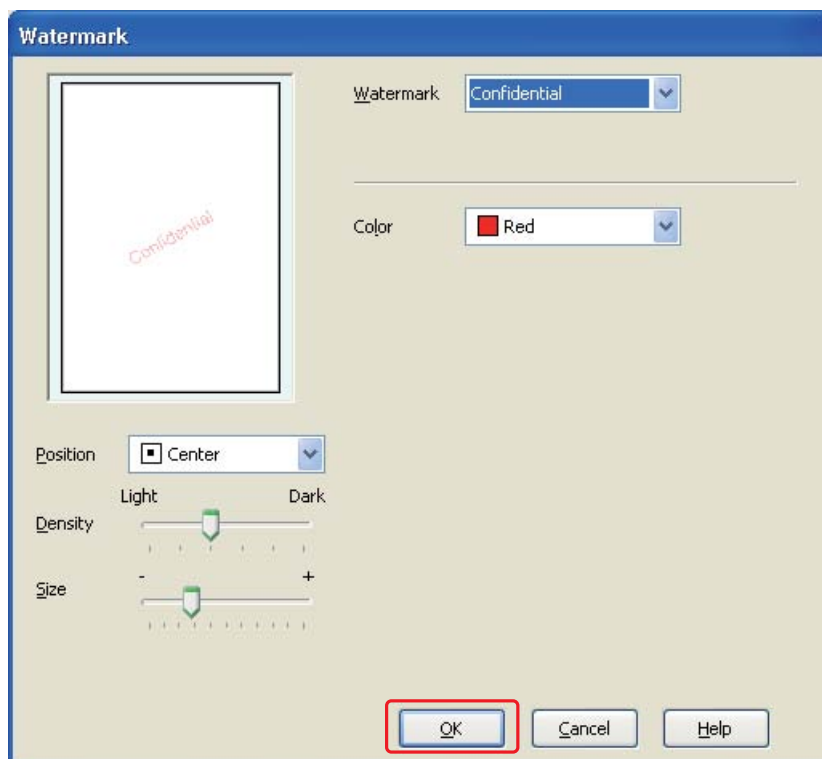 Watermark
Watermark Confidential
Confidential
Color Red
Position Center
Light Dark
Density
- +
Size
OK Cancel Help